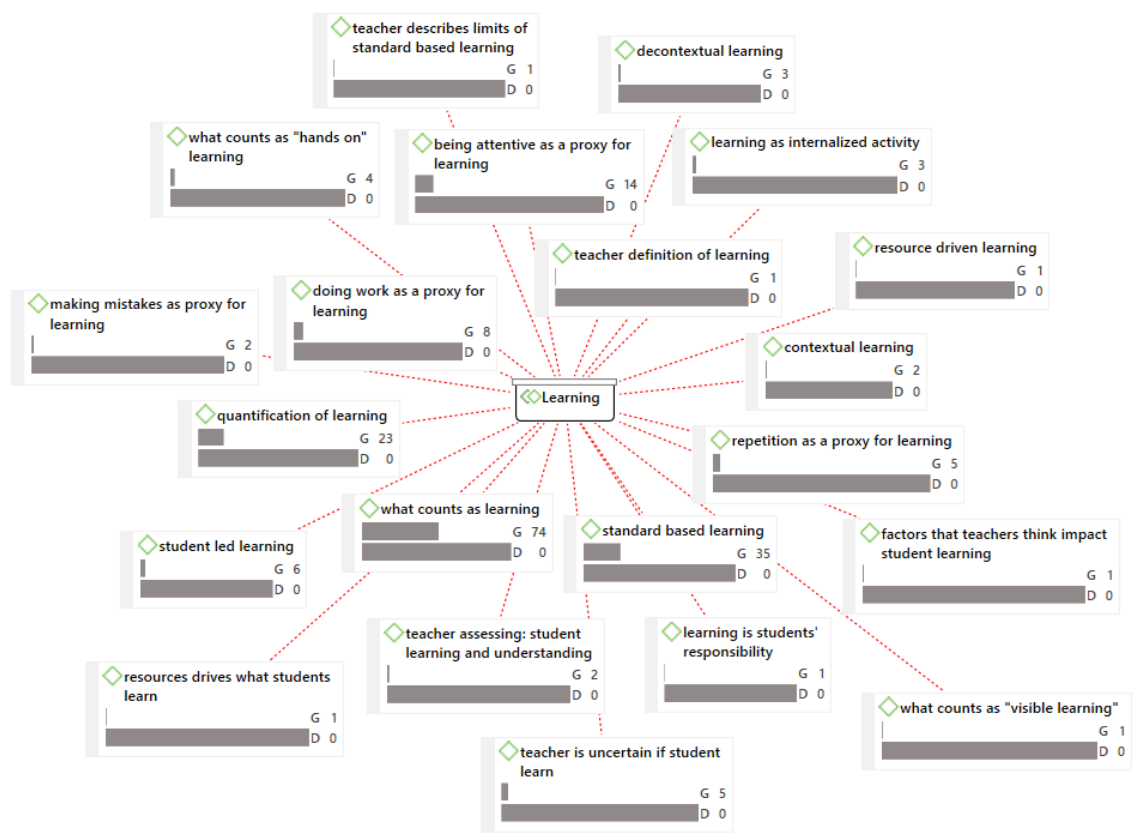 teacher describes limits of
standard based learning
G 1
D 0
decontextual learning
G 3
D 0
what counts as "hands on"
learning
G 4
D 0
being attentive as a proxy for
learning
G 14
D 0
learning as internalized activity
G 3
D 0
teacher definition of learning
G 1
D 0
resource driven learning
G 1
D 0
making mistakes as proxy for
learning
G 2
D 0
doing work as a proxy for
learning
G 8
D 0
contextual learning
G 2
D 0
Learning
quantification of learning
G 23
D 0
repetition as a proxy for learning
G 5
D 0
what counts as learning
G 74
D 0
standard based learning
G 35
D 0
student led learning
G 6
D 0
factors that teachers think impact
student learning
G 1
D 0
teacher assessing: student
learning and understanding
G 2
D 0
learning is students'
responsibility
G 1
D 0
resources drives what students
learn
G 1
D 0
what counts as "visible learning"
G 1
D 0
teacher is uncertain if student
learn
G 5
D 0